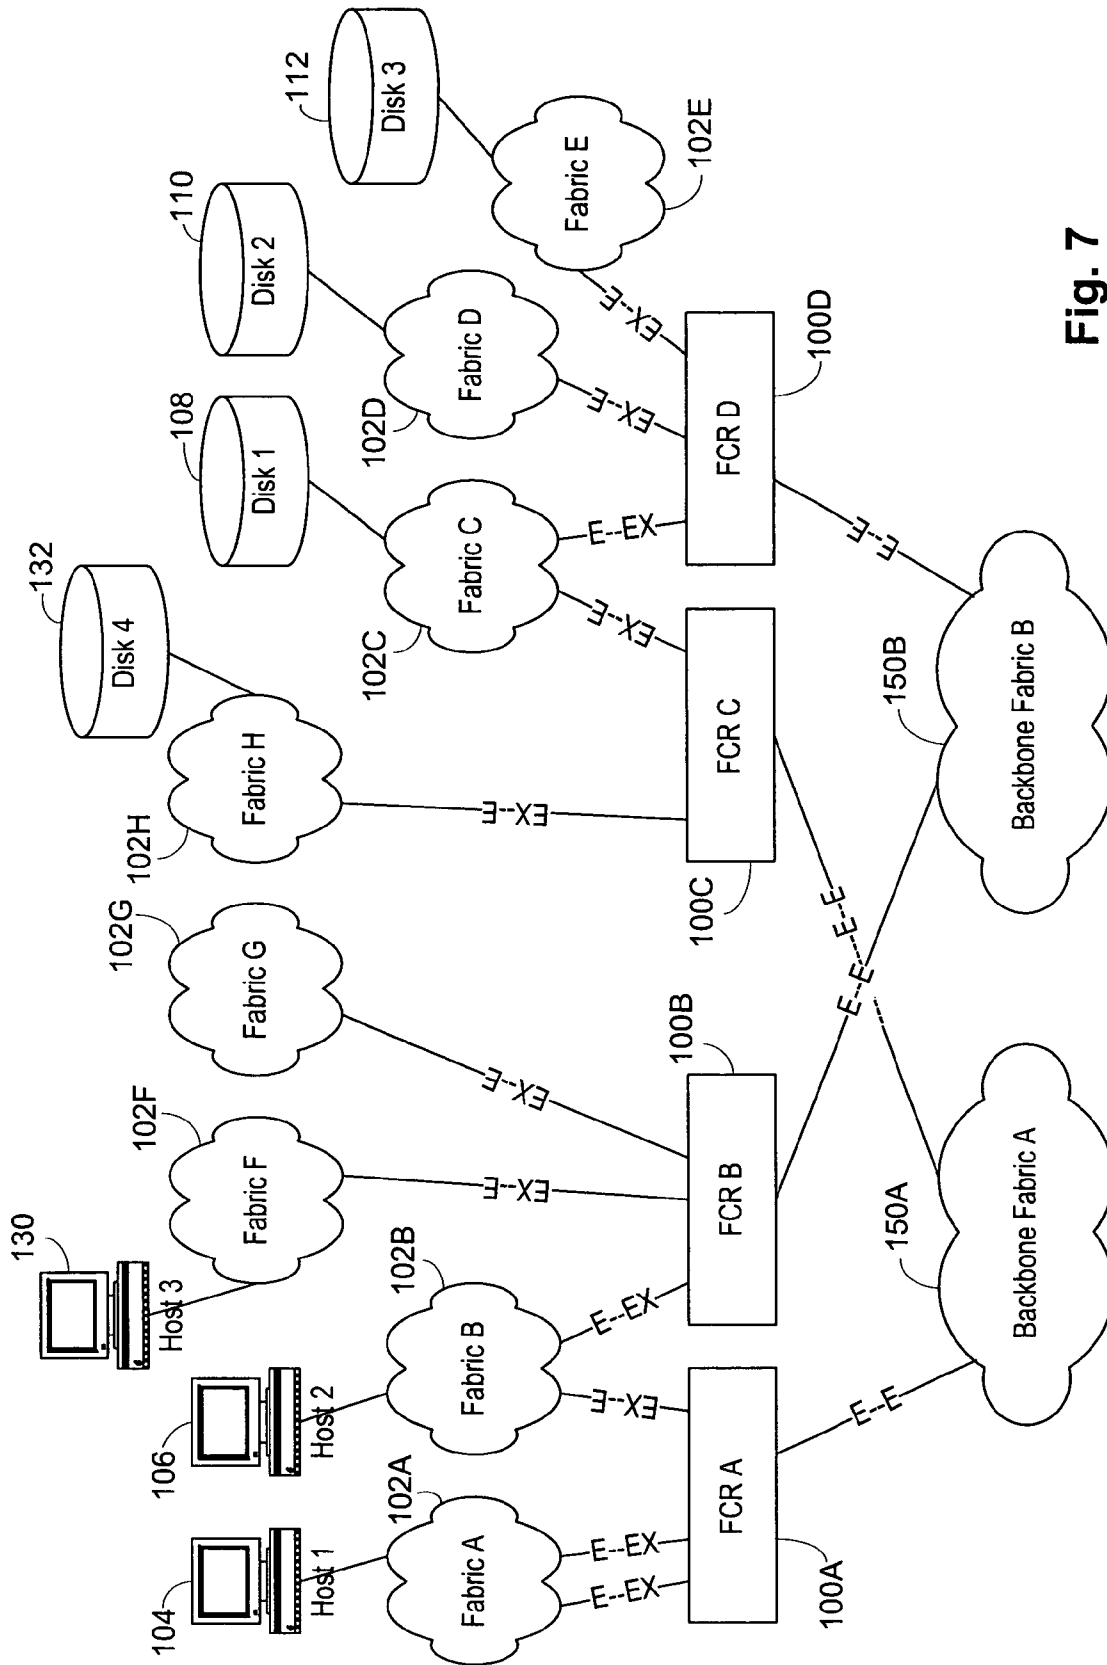 104
Host 1
106
Host 2
130
Host 3
132
Disk 4
108
Disk 1
110
Disk 2
112
Disk 3
Fabric A
102A
Fabric B
102B
Fabric F
102F
Fabric G
102G
Fabric H
102H
Fabric C
102C
Fabric D
102D
Fabric E
102E
E--EX
E--EX
E--EX
E--EX
E--EX
E--EX
E--EX
E--EX
E--EX
E--EX
E--EX
FCR A
100A
FCR B
100B
FCR C
100C
FCR D
100D
E--E
E--E
E--E
E--E
Backbone Fabric A
150A
Backbone Fabric B
150B
Fig. 7